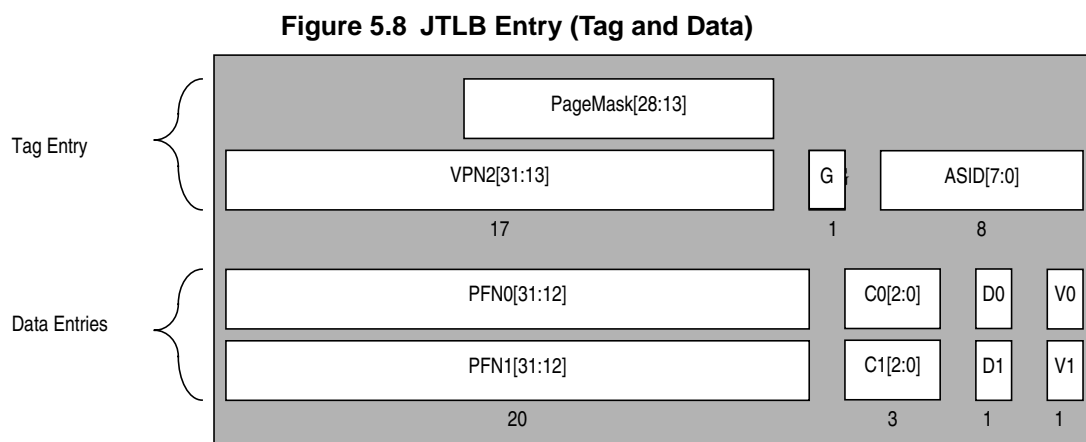 Figure 5.8 JTLB Entry (Tag and Data)
PageMask[28:13]
Tag Entry
VPN2[31:13] G ASID[7:0]
17 1 8
PFN0[31:12] C0[2:0] D0 V0
Data Entries
PFN1[31:12] C1[2:0] D1 V1
20 3 1 1